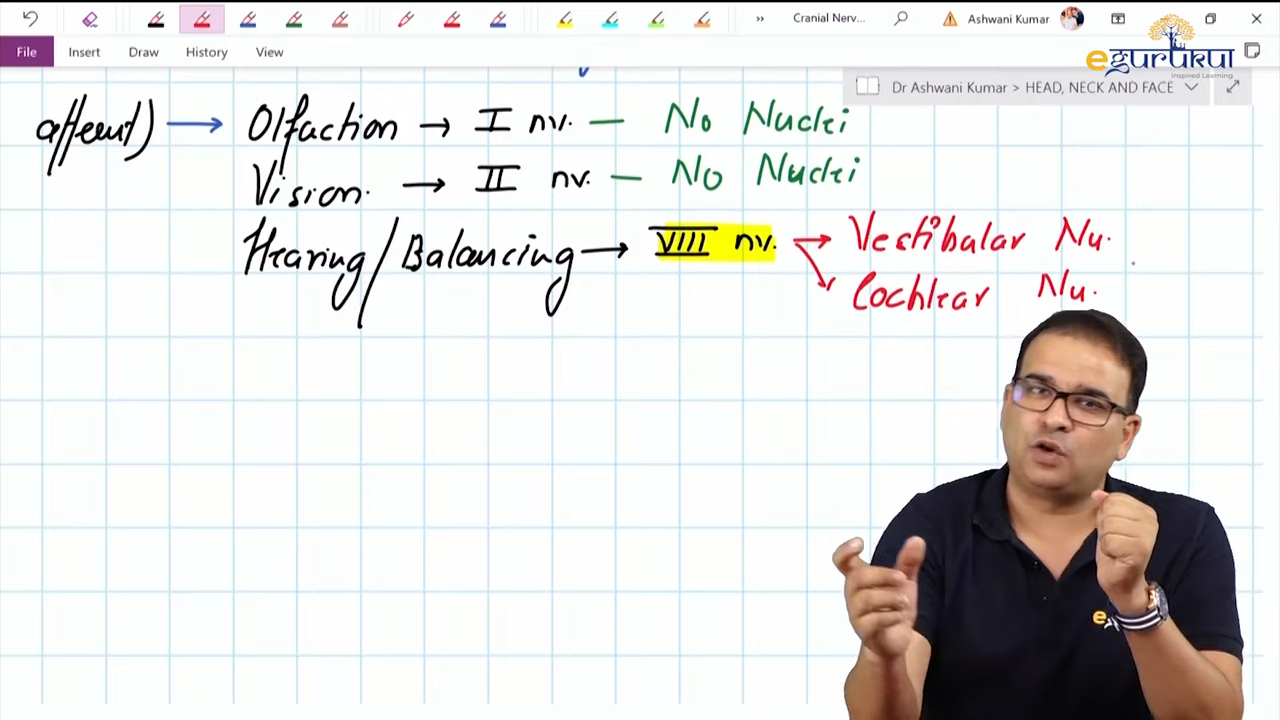 Cranial Nerv...
Ashwani Kumar
File Insert Draw History View
egurukul
Inspired Learning
Dr Ashwani Kumar > HEAD, NECK AND FACE
afferent) → Olfaction → I nv. — No Nuclei
Vision. → II nv. — No Nuclei
Hearing/Balancing → VIII nv. → Vestibular Nu.
Cochlear Nu.